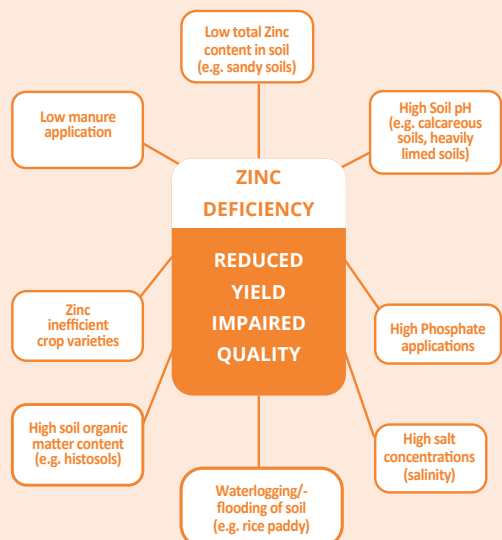 Low total Zinc
content in soil
(e.g. sandy soils)
Low manure
application
High Soil pH
(e.g. calcareous
soils, heavily
limed soils)
ZINC
DEFICIENCY
REDUCED
YIELD
IMPAIRED
QUALITY
Zinc
inefficient
crop varieties
High Phosphate
applications
High soil organic
matter content
(e.g. histosols)
High salt
concentrations
(salinity)
Waterlogging/-
flooding of soil
(e.g. rice paddy)